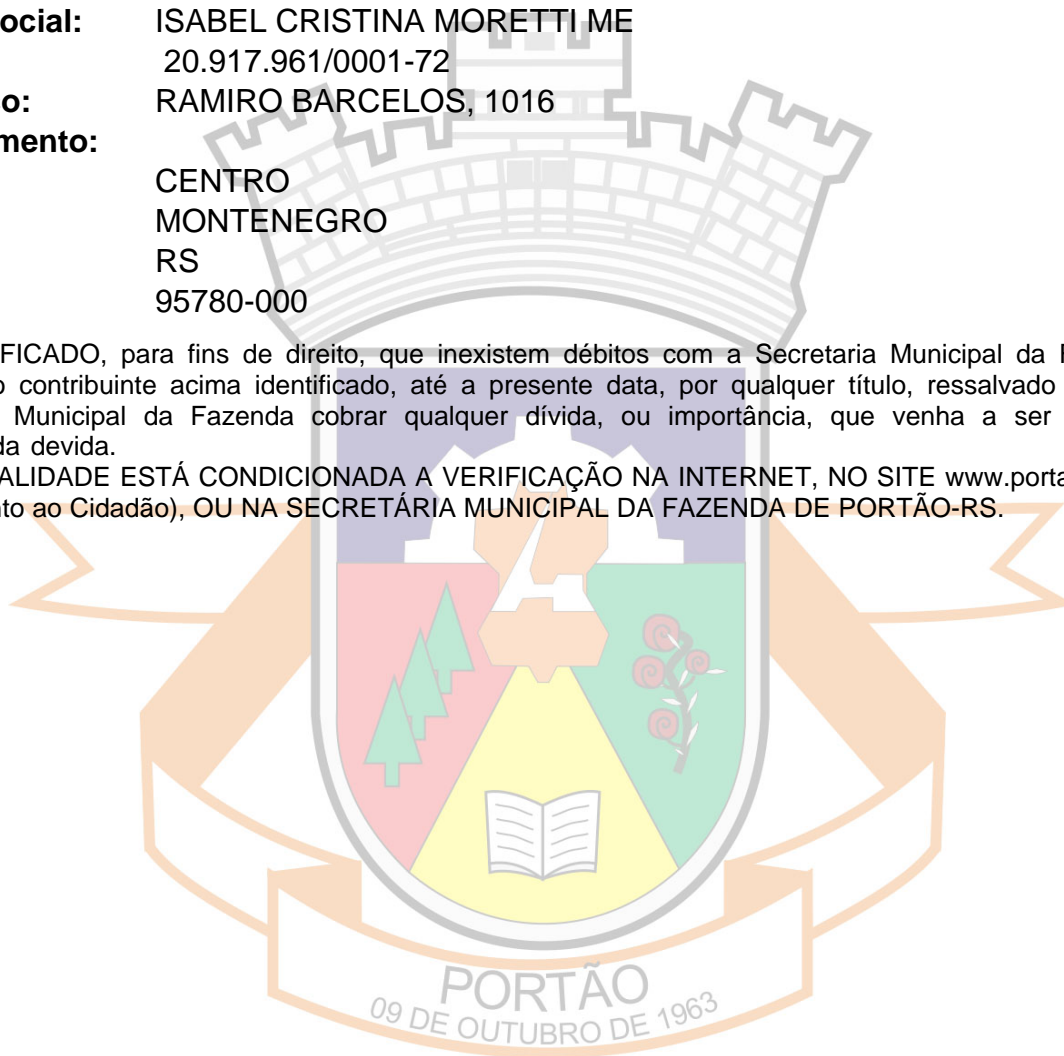 ocial: ISABEL CRISTINA MORETTI ME
20.917.961/0001-72
o: RAMIRO BARCELOS, 1016
mento:
CENTRO
MONTENEGRO
RS
95780-000
FICADO, para fins de direito, que inexistem débitos com a Secretaria Municipal da F
o contribuinte acima identificado, até a presente data, por qualquer título, ressalvado
Municipal da Fazenda cobrar qualquer dívida, ou importância, que venha a ser
da devida.
ALIDADE ESTÁ CONDICIONADA A VERIFICAÇÃO NA INTERNET, NO SITE www.porta
nto ao Cidadão), OU NA SECRETÁRIA MUNICIPAL DA FAZENDA DE PORTÃO-RS.
PORTÃO
09 DE OUTUBRO DE 1963